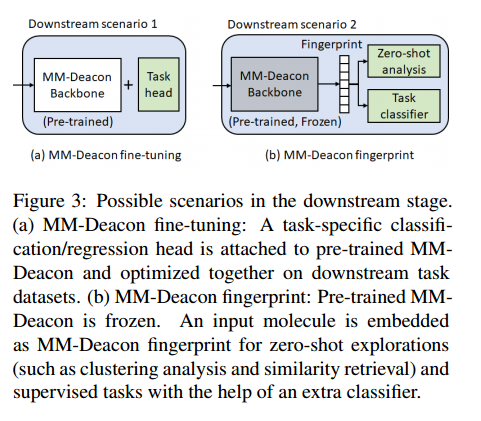 Downstream scenario 1
MM-Deacon
Backbone
+
Task
head
(Pre-trained)
(a) MM-Deacon fine-tuning
Downstream scenario 2
Fingerprint
MM-Deacon
Backbone
(Pre-trained, Frozen)
Zero-shot
analysis
Task
classifier
(b) MM-Deacon fingerprint
Figure 3: Possible scenarios in the downstream stage.
(a) MM-Deacon fine-tuning: A task-specific classifi-
cation/regression head is attached to pre-trained MM-
Deacon and optimized together on downstream task
datasets. (b) MM-Deacon fingerprint: Pre-trained MM-
Deacon is frozen. An input molecule is embedded
as MM-Deacon fingerprint for zero-shot explorations
(such as clustering analysis and similarity retrieval) and
supervised tasks with the help of an extra classifier.